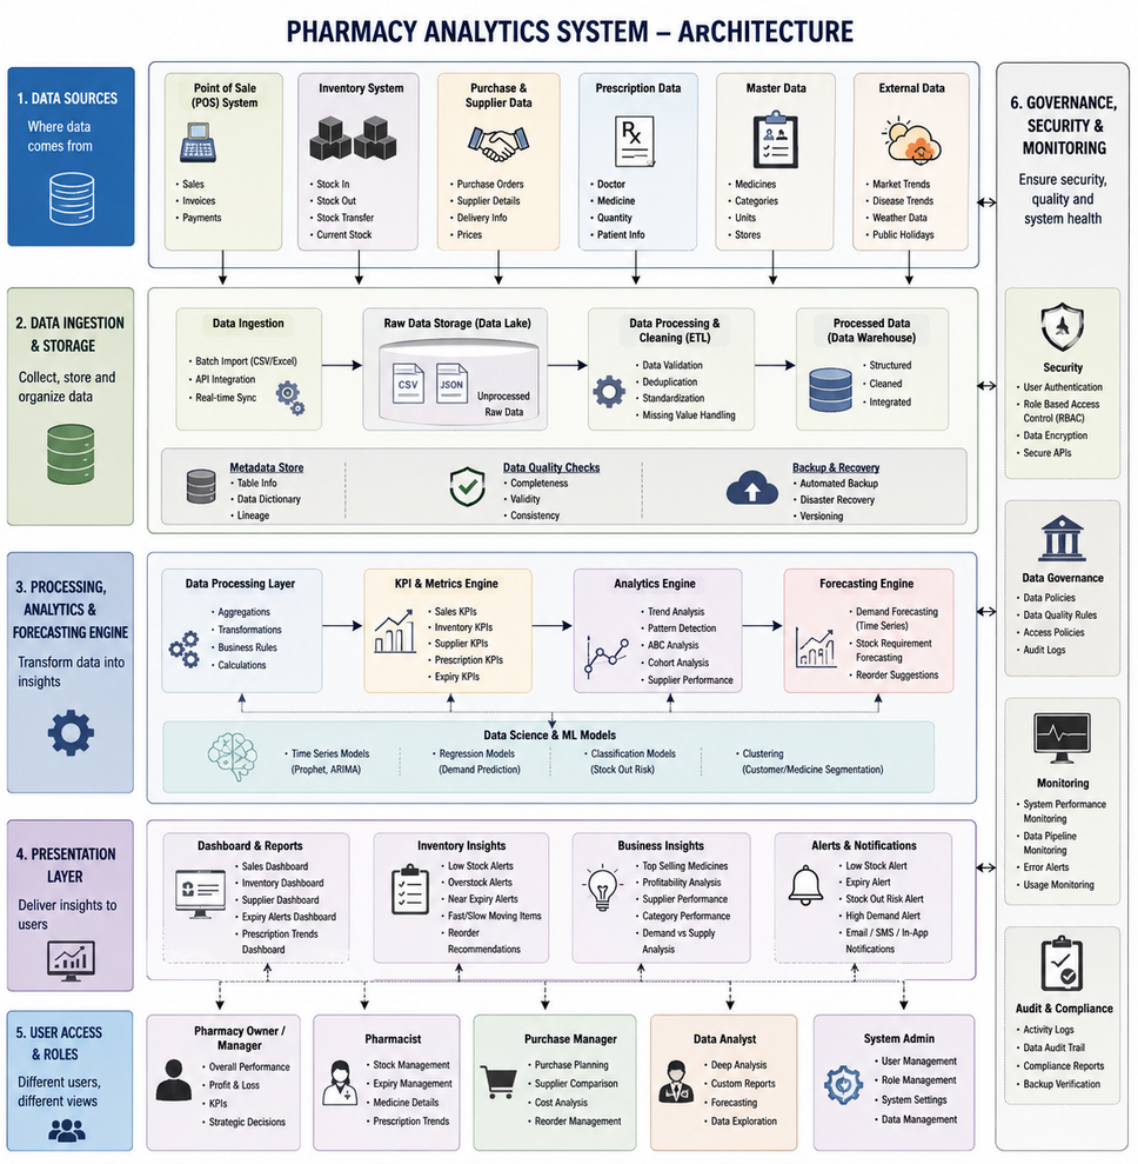 PHARMACY ANALYTICS SYSTEM – ARCHITECTURE
1. DATA SOURCES
Where data
comes from
Point of Sale
(POS) System
• Sales
• Invoices
• Payments
Inventory System
• Stock In
• Stock Out
• Stock Transfer
• Current Stock
Purchase &
Supplier Data
• Purchase Orders
• Supplier Details
• Delivery Info
• Prices
Prescription Data
Rx
• Doctor
• Medicine
• Quantity
• Patient Info
Master Data
• Medicines
• Categories
• Units
• Stores
External Data
• Market Trends
• Disease Trends
• Weather Data
• Public Holidays
2. DATA INGESTION
& STORAGE
Collect, store and
organize data
Data Ingestion
• Batch Import (CSV/Excel)
• API Integration
• Real-time Sync
Raw Data Storage (Data Lake)
CSV
JSON
Unprocessed
Raw Data
Data Processing &
Cleaning (ETL)
• Data Validation
• Deduplication
• Standardization
• Missing Value Handling
Processed Data
(Data Warehouse)
• Structured
• Cleaned
• Integrated
Metadata Store
• Table Info
• Data Dictionary
• Lineage
Data Quality Checks
• Completeness
• Validity
• Consistency
Backup & Recovery
• Automated Backup
• Disaster Recovery
• Versioning
3. PROCESSING,
ANALYTICS &
FORECASTING ENGINE
Transform data into
insights
Data Processing Layer
• Aggregations
• Transformations
• Business Rules
• Calculations
KPI & Metrics Engine
• Sales KPIs
• Inventory KPIs
• Supplier KPIs
• Prescription KPIs
• Expiry KPIs
Analytics Engine
• Trend Analysis
• Pattern Detection
• ABC Analysis
• Cohort Analysis
• Supplier Performance
Forecasting Engine
• Demand Forecasting
(Time Series)
• Stock Requirement
Forecasting
• Reorder Suggestions
Data Science & ML Models
• Time Series Models
(Prophet, ARIMA)
• Regression Models
(Demand Prediction)
• Classification Models
(Stock Out Risk)
• Clustering
(Customer/Medicine Segmentation)
4. PRESENTATION
LAYER
Deliver insights to
users
Dashboard & Reports
• Sales Dashboard
• Inventory Dashboard
• Supplier Dashboard
• Expiry Alerts Dashboard
• Prescription Trends
Dashboard
Inventory Insights
• Low Stock Alerts
• Overstock Alerts
• Near Expiry Alerts
• Fast/Slow Moving Items
• Reorder
Recommendations
Business Insights
• Top Selling Medicines
• Profitability Analysis
• Supplier Performance
• Category Performance
• Demand vs Supply
Analysis
Alerts & Notifications
• Low Stock Alert
• Expiry Alert
• Stock Out Risk Alert
• High Demand Alert
• Email / SMS / In-App
Notifications
5. USER ACCESS
& ROLES
Different users,
different views
Pharmacy Owner /
Manager
• Overall Performance
• Profit & Loss
• KPIs
• Strategic Decisions
Pharmacist
• Stock Management
• Expiry Management
• Medicine Details
• Prescription Trends
Purchase Manager
• Purchase Planning
• Supplier Comparison
• Cost Analysis
• Reorder Management
Data Analyst
• Deep Analysis
• Custom Reports
• Forecasting
• Data Exploration
System Admin
• User Management
• Role Management
• System Settings
• Data Management
6. GOVERNANCE,
SECURITY &
MONITORING
Ensure security,
quality and
system health
Security
• User Authentication
• Role Based Access
Control (RBAC)
• Data Encryption
• Secure APIs
Data Governance
• Data Policies
• Data Quality Rules
• Access Policies
• Audit Logs
Monitoring
• System Performance
Monitoring
• Data Pipeline
Monitoring
• Error Alerts
• Usage Monitoring
Audit & Compliance
• Activity Logs
• Data Audit Trail
• Compliance Reports
• Backup Verification